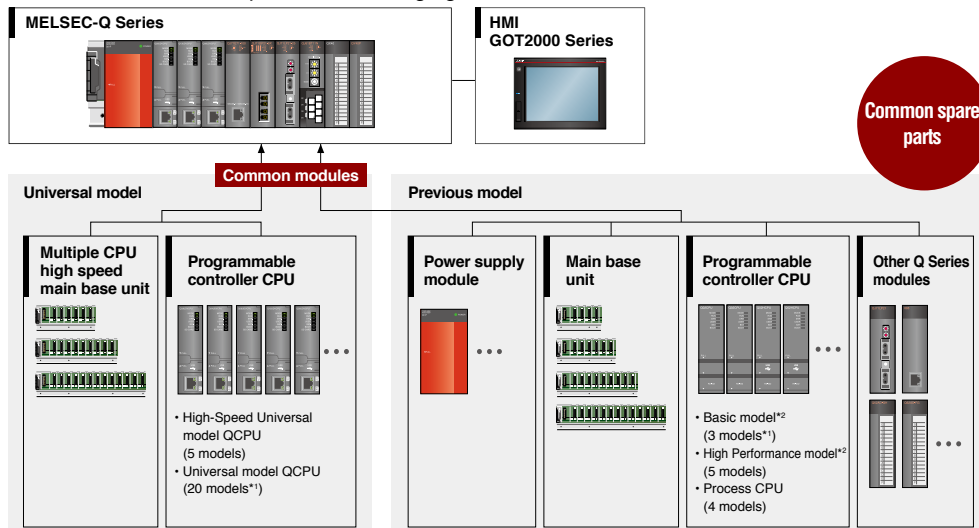 MELSEC-Q Series
HMI
GOT2000 Series
Common spare
parts
Common modules
Universal model
Multiple CPU
high speed
main base unit
Programmable
controller CPU
• High-Speed Universal
model QCPU
(5 models)
• Universal model QCPU
(20 models*1)
Previous model
Power supply
module
Main base
unit
Programmable
controller CPU
• Basic model*2
(3 models*1)
• High Performance model*2
(5 models)
• Process CPU
(4 models)
Other Q Series
modules